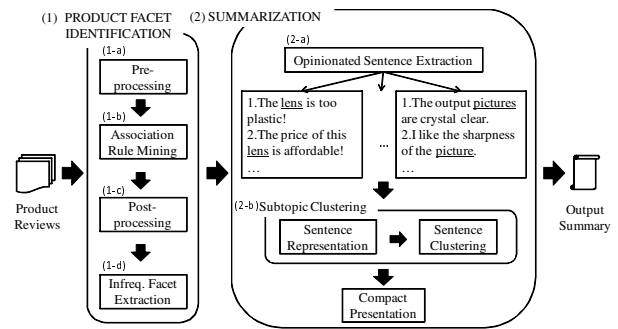 (1) PRODUCT FACET
IDENTIFICATION
(2) SUMMARIZATION
Product
Reviews
(1-a)
Pre-
processing
(1-b)
Association
Rule Mining
(1-c)
Post-
processing
(1-d)
Infreq. Facet
Extraction
(2-a)
Opinionated Sentence Extraction
1.The lens is too
plastic!
2.The price of this
lens is affordable!
…
...
1.The output pictures
are crystal clear.
2.I like the sharpness
of the picture.
…
(2-b)Subtopic Clustering
Sentence
Representation
Sentence
Clustering
Compact
Presentation
Output
Summary